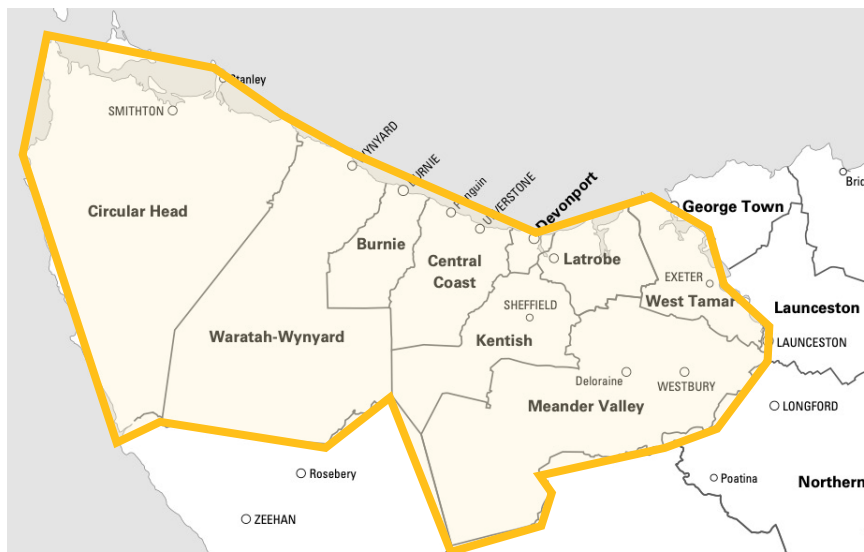 Stanley
SMITHTON
WYNYARD
BURNIE
Penguin
ULVERSTONE
Devonport
George Town
Circular Head
Burnie
Central
Coast
Latrobe
EXETER
West Tamar
Launceston
SHEFFIELD
Waratah-Wynyard
Kentish
LAUNCESTON
Deloraine
WESTBURY
Meander Valley
LONGFORD
Rosebery
Poatina
Northern
ZEEHAN